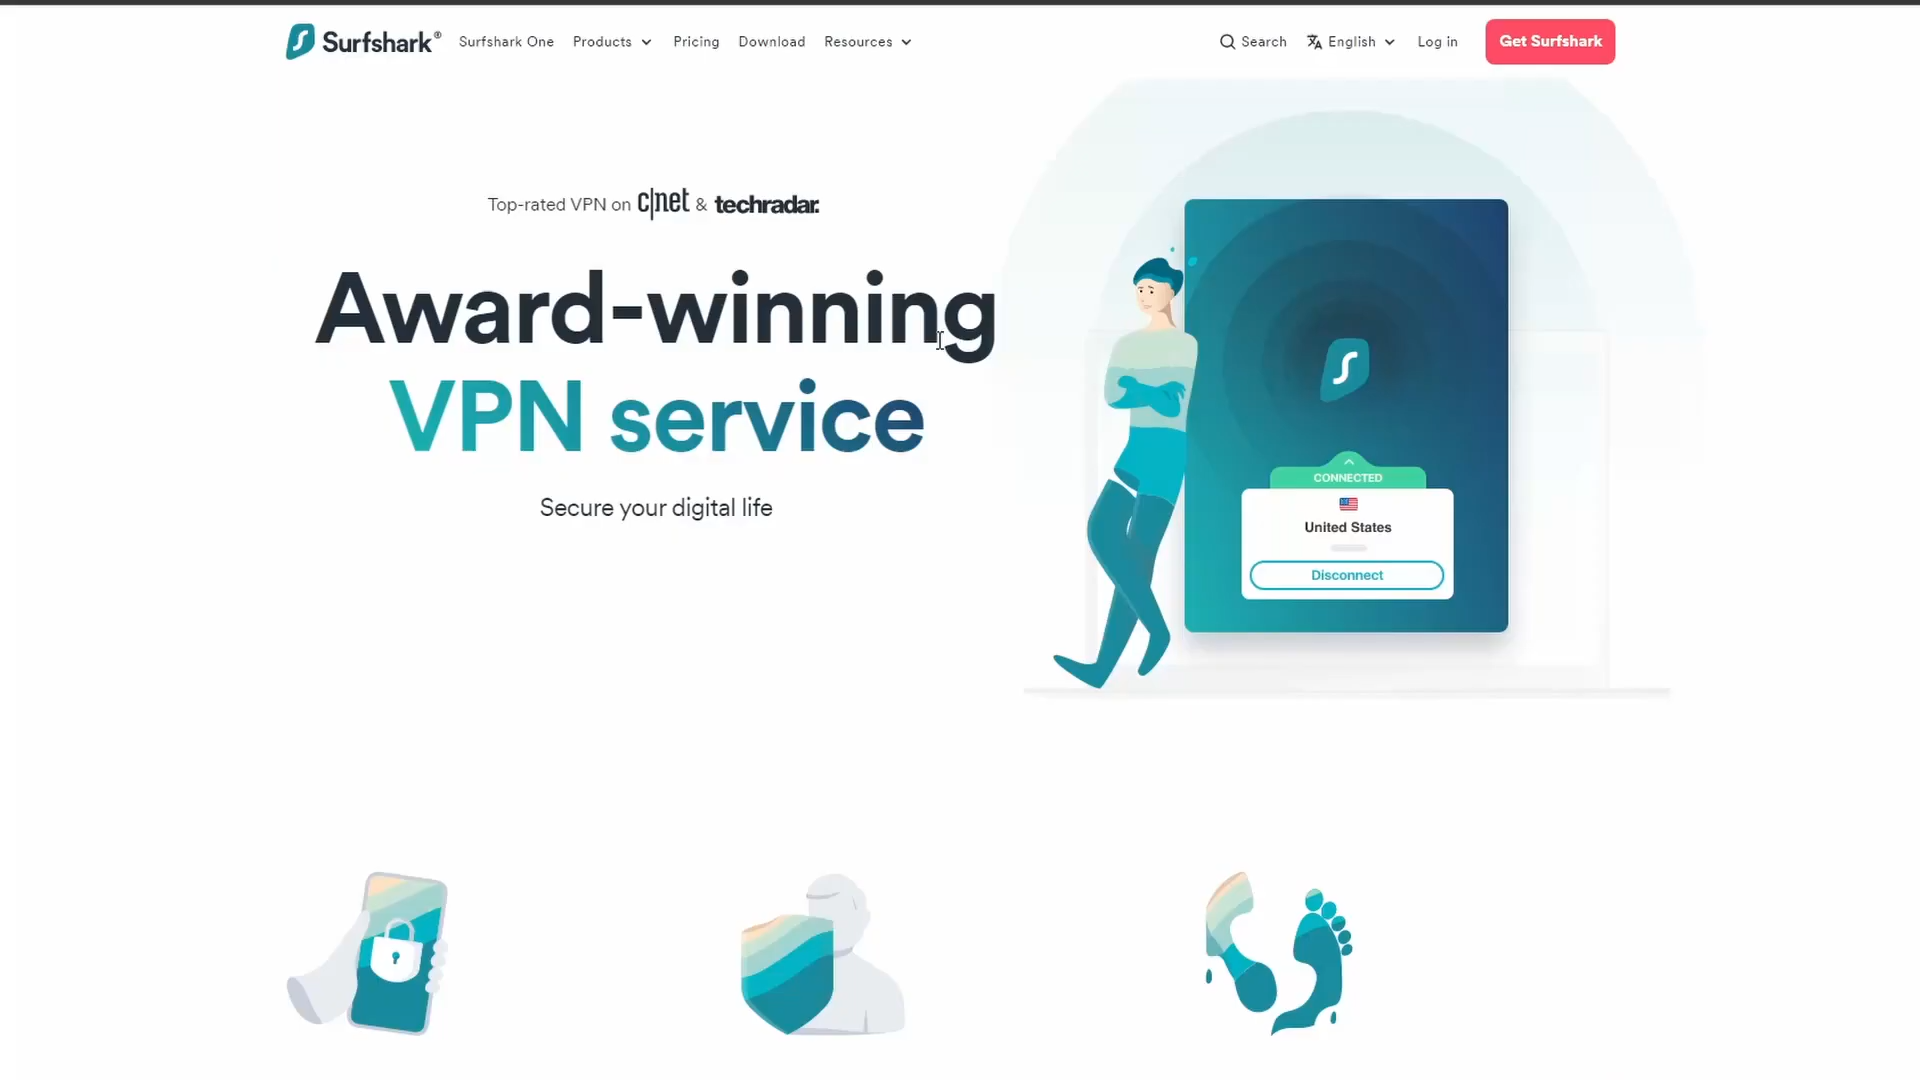 Surfshark®
Surfshark One
Products
Pricing
Download
Resources
Search
English
Log in
Get Surfshark
Top-rated VPN on c|net & techradar.
Award-winning
VPN service
Secure your digital life
CONNECTED
United States
Disconnect